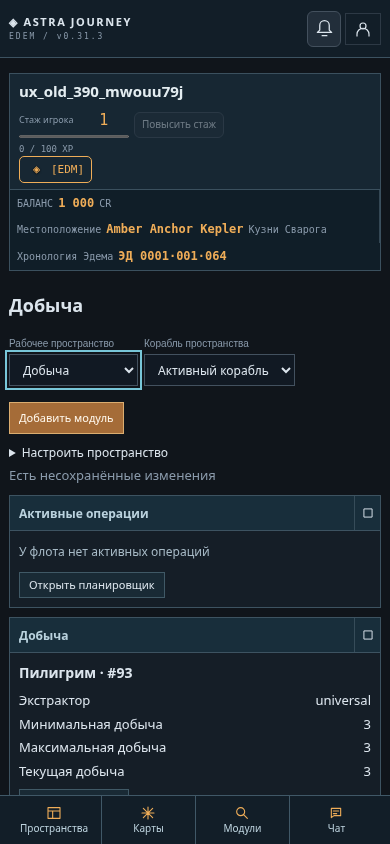 ◈ ASTRA JOURNEY
EDEM / v0.31.3
ux_old_390_mwouu79j
Стаж игрока 1 Повысить стаж
0 / 100 XP
◈ [EDM]
БАЛАНС 1 000 CR
Местоположение Amber Anchor Kepler Кузни Сварога
Хронология Эдема ЭД 0001·001·064
Добыча
Рабочее пространство Корабль пространства
Добыча Активный корабль
Добавить модуль
▶ Настроить пространство
Есть несохранённые изменения
Активные операции
У флота нет активных операций
Открыть планировщик
Добыча
Пилигрим · #93
Экстрактор universal
Минимальная добыча 3
Максимальная добыча 3
Текущая добыча 3
Пространства Карты Модули Чат